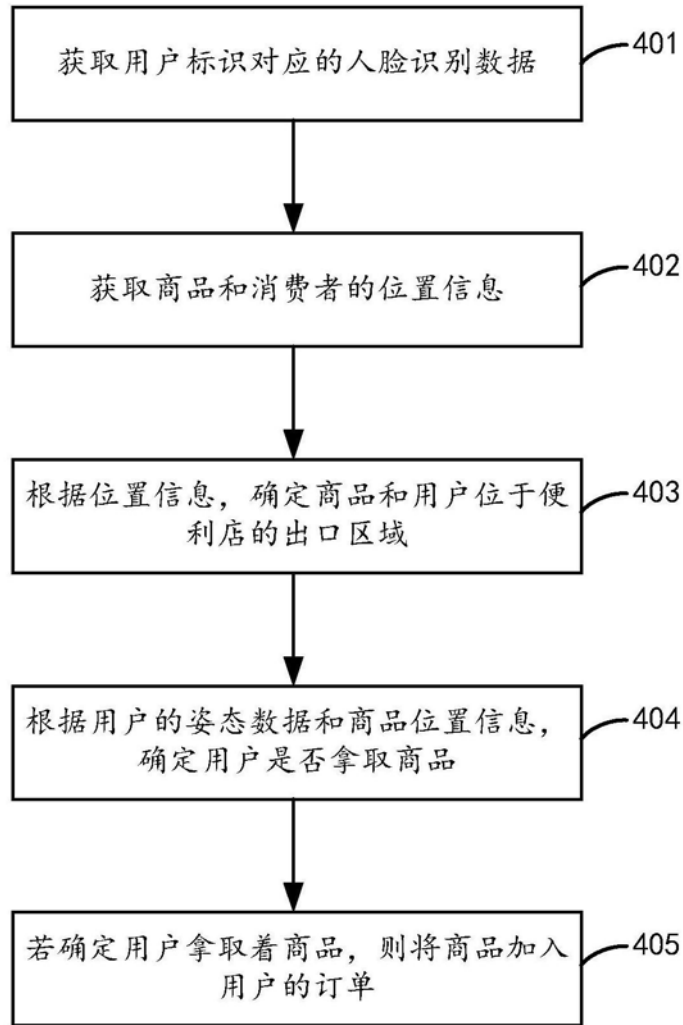 获取用户标识对应的人脸识别数据
401
获取商品和消费者的位置信息
402
根据位置信息，确定商品和用户位于便
利店的出口区域
403
根据用户的姿态数据和商品位置信息，
确定用户是否拿取商品
404
若确定用户拿取着商品，则将商品加入
用户的订单
405